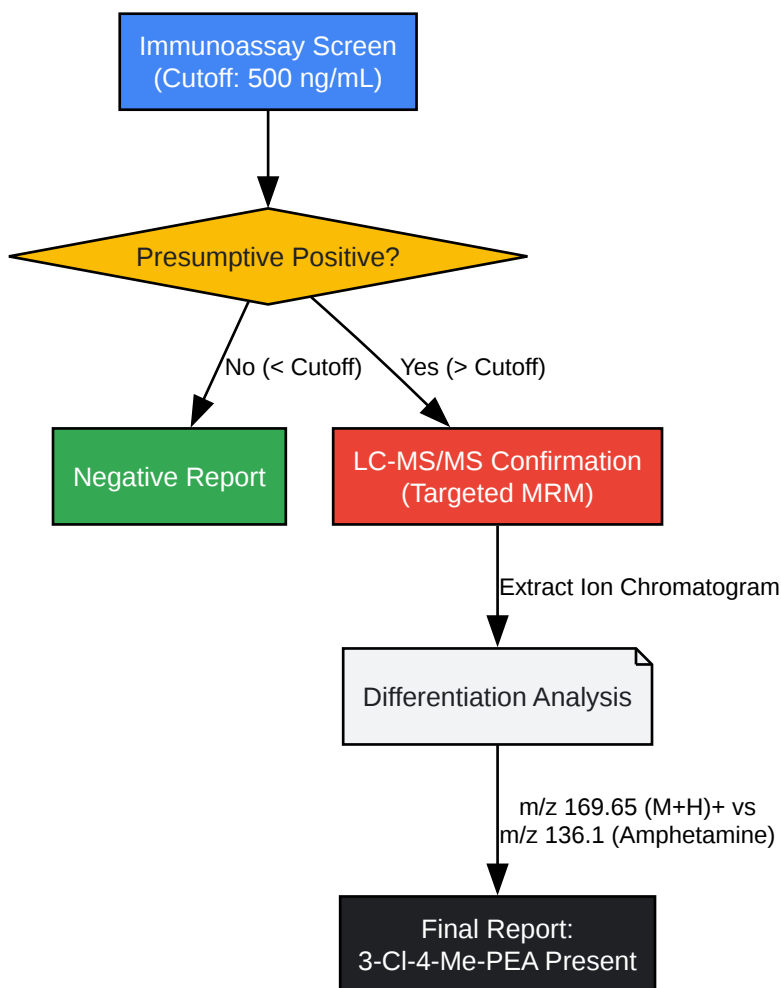 Immunoassay Screen
(Cutoff: 500 ng/mL)
Presumptive Positive?
No (< Cutoff)
Yes (> Cutoff)
Negative Report
LC-MS/MS Confirmation
(Targeted MRM)
Extract Ion Chromatogram
Differentiation Analysis
m/z 169.65 (M+H)+ vs
m/z 136.1 (Amphetamine)
Final Report:
3-Cl-4-Me-PEA Present